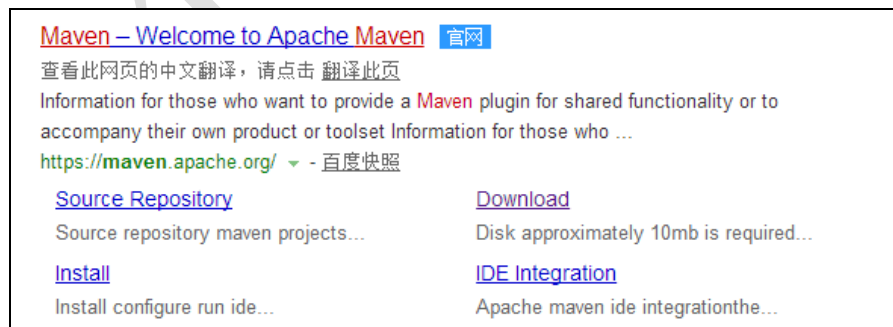 Maven – Welcome to Apache Maven 官网
查看此网页的中文翻译，请点击 翻译此页
Information for those who want to provide a Maven plugin for shared functionality or to
accompany their own product or toolset Information for those who ...
https://maven.apache.org/ - 百度快照
Source Repository
Source repository maven projects...
Download
Disk approximately 10mb is required...
Install
Install configure run ide...
IDE Integration
Apache maven ide integrationthe...